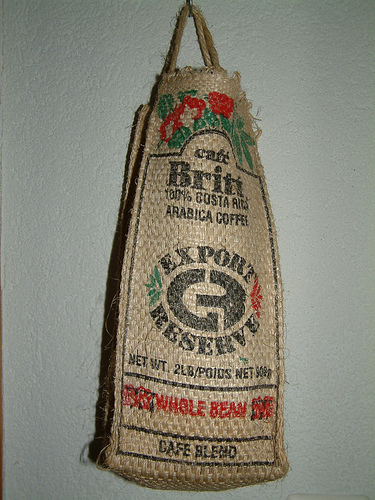 café
Britt
100% COSTA RICA
ARABICA COFFEE
EXPORT
RESERVE
NET WT. 2LB/POIDS NET 908g
WHOLE BEAN
CAFE BLEND